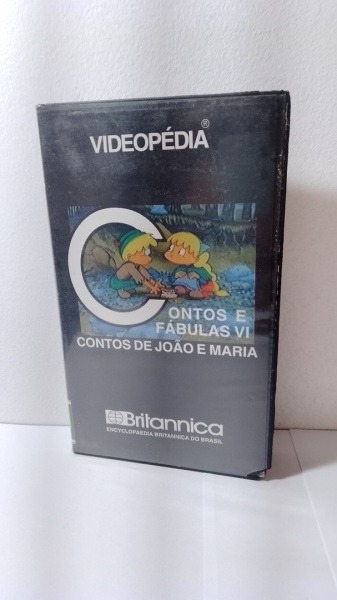 VIDEOPÉDIA®
CONTOS E
FÁBULAS VI
CONTOS DE JOÃO E MARIA
Britannica
ENCYCLOPAEDIA BRITANNICA DO BRASIL